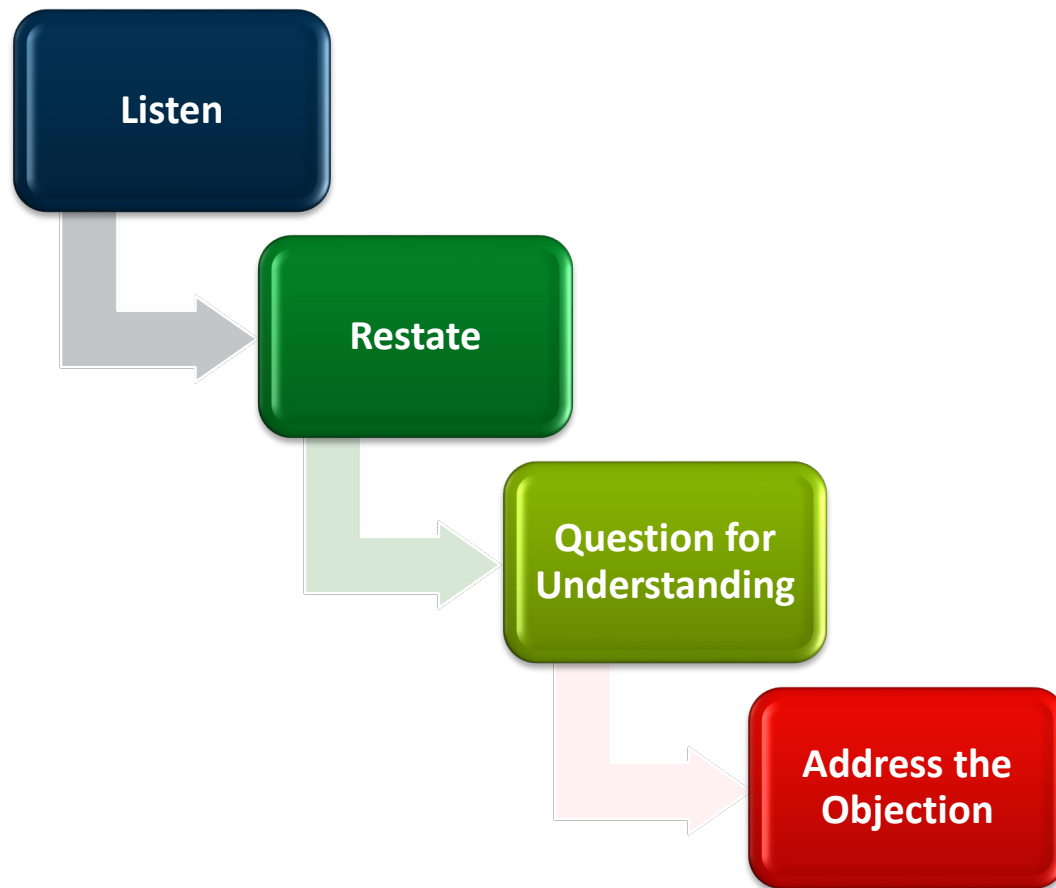 Listen
Restate
Question for
Understanding
Address the
Objection